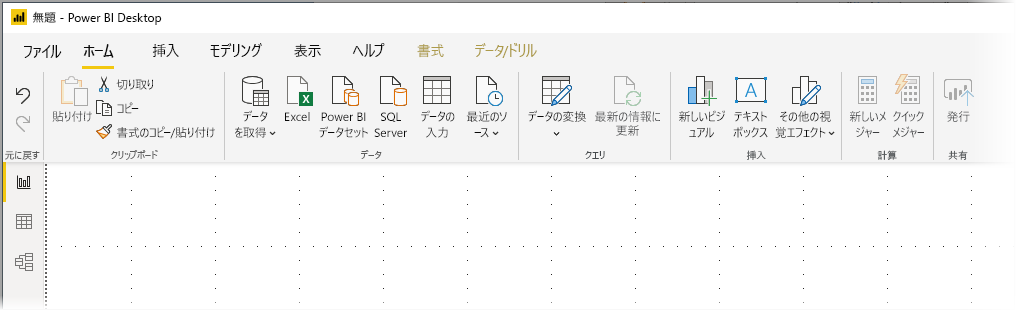 無題 - Power BI Desktop
ファイル ホーム 挿入 モデリング 表示 ヘルプ 書式 データ/ドリル
元に戻す
貼り付け
切り取り
コピー
書式のコピー/貼り付け
クリップボード
データ
を取得
Excel
Power BI
データセット
SQL
Server
データの
入力
最近のソ
ース
データ
データの変換
最新の情報に
更新
クエリ
新しいビジ
ュアル
テキスト
ボックス
その他の視
覚エフェクト
挿入
新しいメ
ジャー
クイック
メジャー
計算
発行
共有